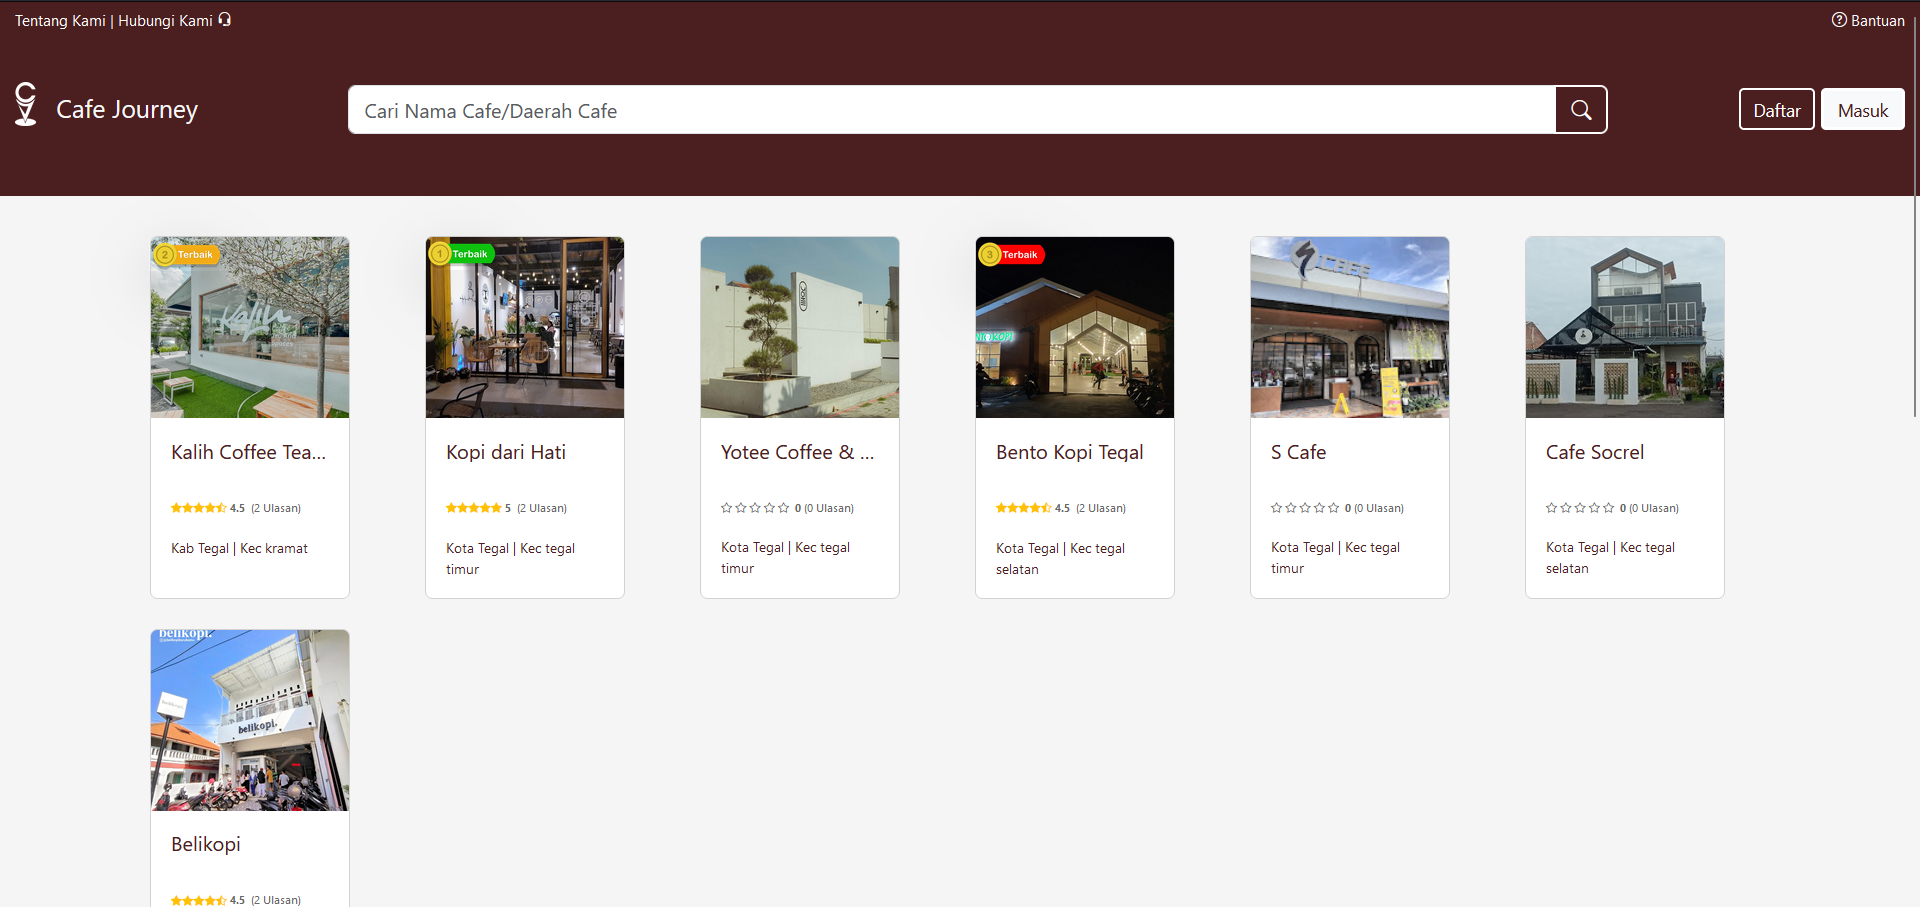 Tentang Kami | Hubungi Kami
Bantuan
Cafe Journey
Cari Nama Cafe/Daerah Cafe
Daftar
Masuk
2 Terbaik
1 Terbaik
3 Terbaik
Kalih
S CAFE
Kalih Coffee Tea...
Kopi dari Hati
Yotee Coffee & ...
Bento Kopi Tegal
S Cafe
Cafe Socrel
4.5 (2 Ulasan)
5 (2 Ulasan)
0 (0 Ulasan)
4.5 (2 Ulasan)
0 (0 Ulasan)
0 (0 Ulasan)
Kab Tegal | Kec kramat
Kota Tegal | Kec tegal
timur
Kota Tegal | Kec tegal
timur
Kota Tegal | Kec tegal
selatan
Kota Tegal | Kec tegal
timur
Kota Tegal | Kec tegal
selatan
belikopi.
belikopi.
Belikopi
4.5 (2 Ulasan)